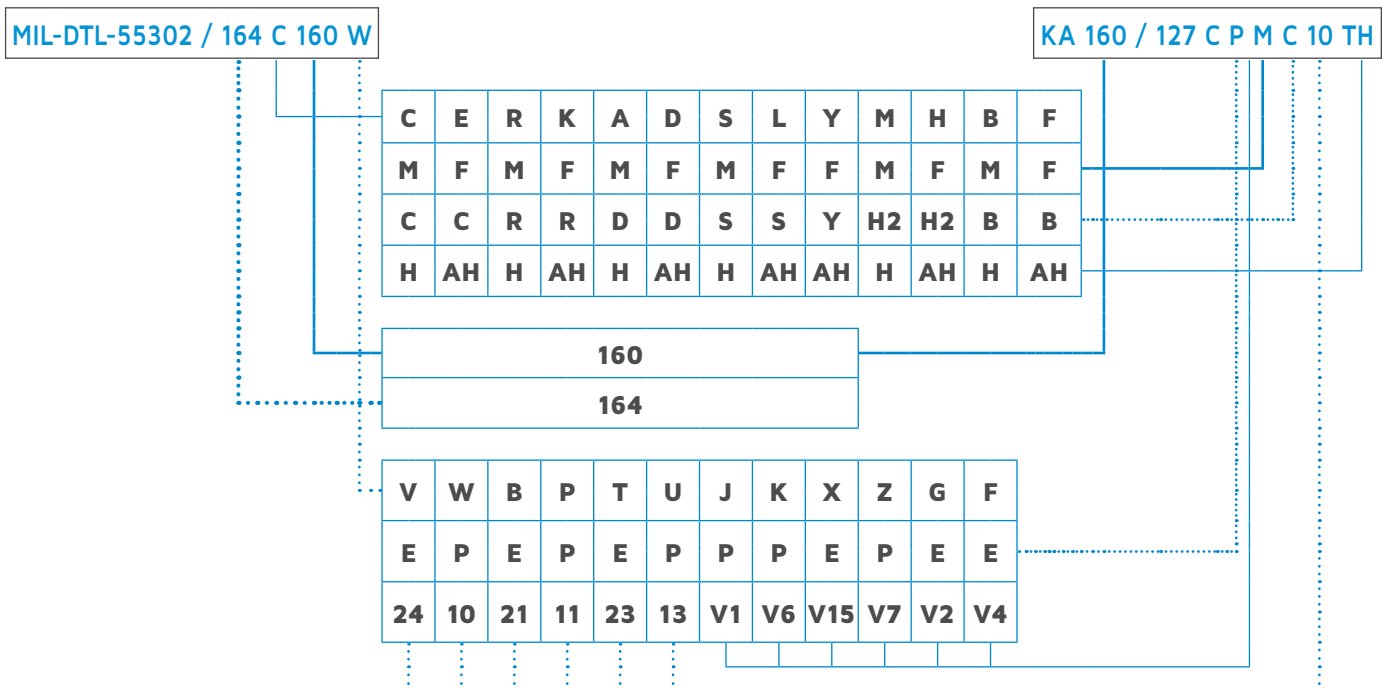 MIL-DTL-55302 / 164 C 160 W
KA 160 / 127 C P M C 10 TH
C E R K A D S L Y M H B F
M F M F M F M F F M F M F
C C R R D D S S Y H2 H2 B B
H AH H AH H AH H AH AH H AH H AH
160
164
V W B P T U J K X Z G F
E P E P E P P P E P E E
24 10 21 11 23 13 V1 V6 V15 V7 V2 V4